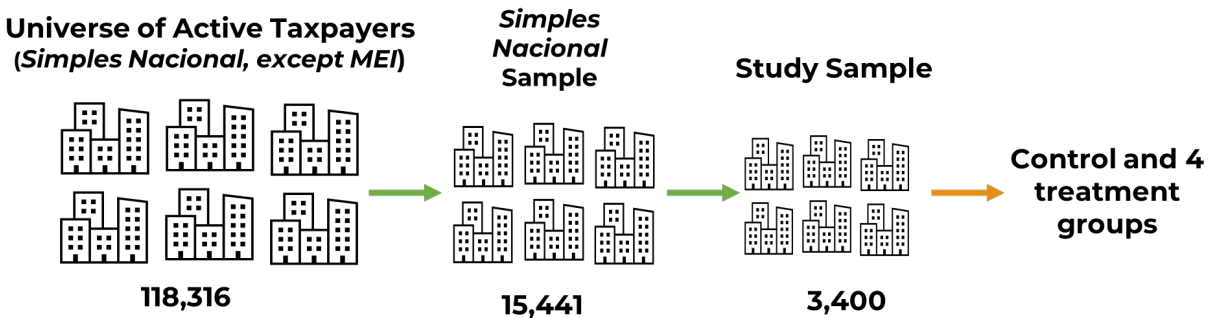 Universe of Active Taxpayers
(Simples Nacional, except MEI)
118,316
Simples
Nacional
Sample
15,441
Study Sample
3,400
Control and 4
treatment
groups